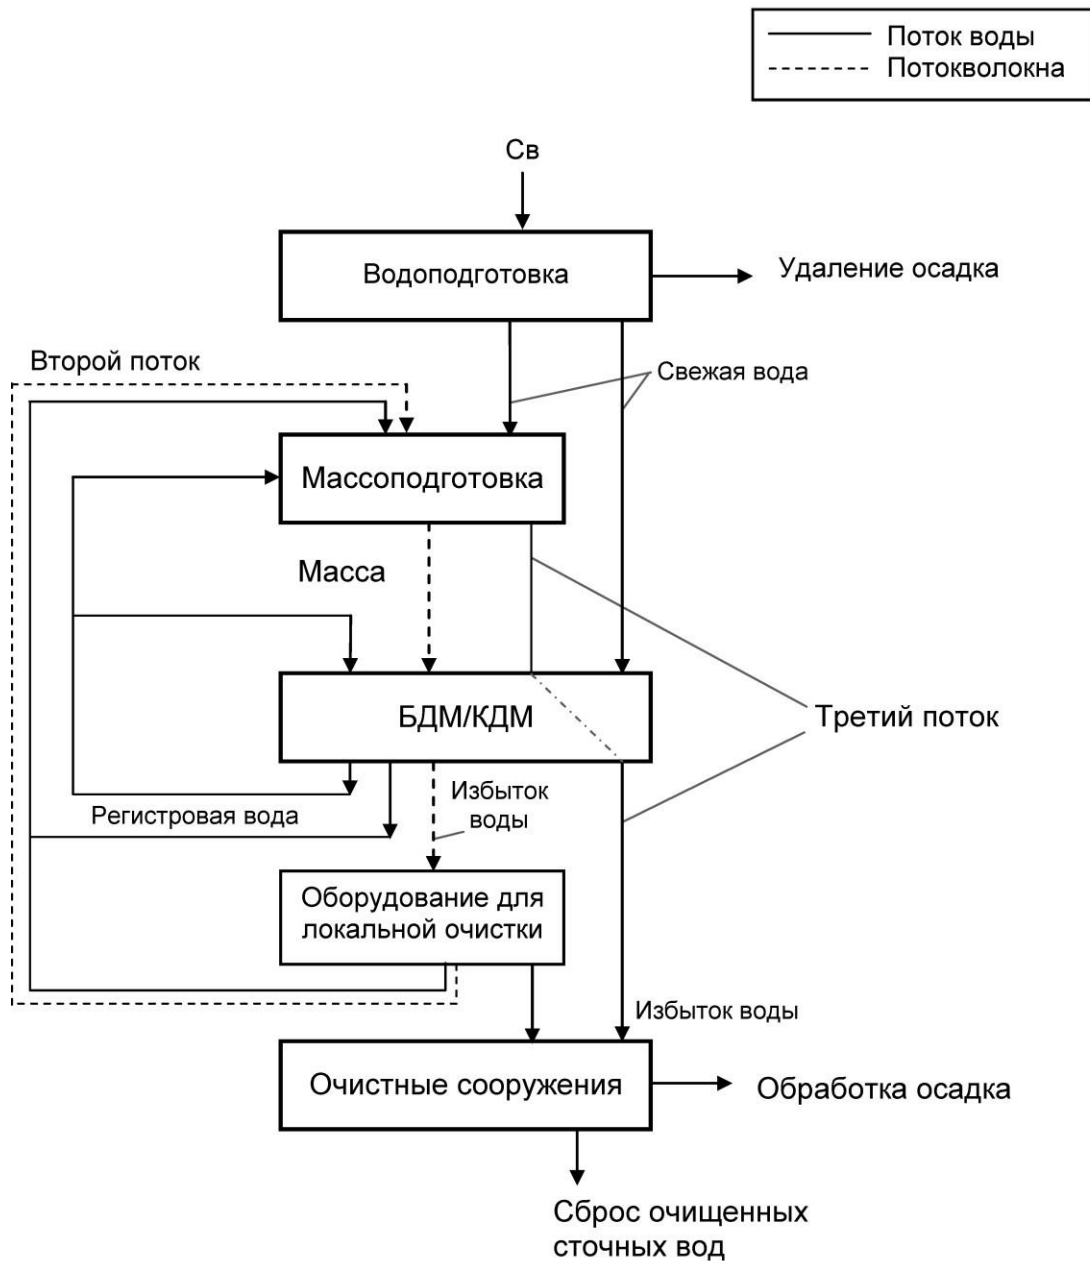 Поток воды
Потокволокна
Св
Водоподготовка
Удаление осадка
Второй поток
Свежая вода
Массоподготовка
Масса
БДМ/КДМ
Третий поток
Избыток
воды
Регистровая вода
Оборудование для
локальной очистки
Избыток воды
Очистные сооружения
Обработка осадка
Сброс очищенных
сточных вод